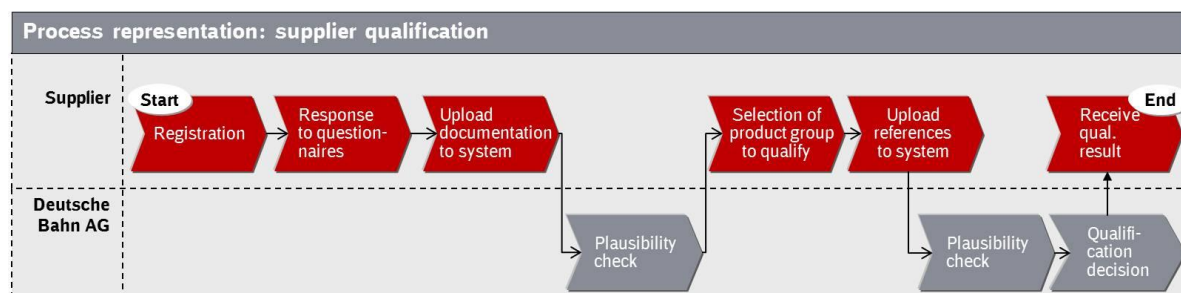 Process representation: supplier qualification
Supplier
Start
Registration
Response
to question-
naires
Upload
documentation
to system
Selection of
product group
to qualify
Upload
references
to system
End
Receive
qual.
result
Deutsche
Bahn AG
Plausibility
check
Plausibility
check
Qualifi-
cation
decision